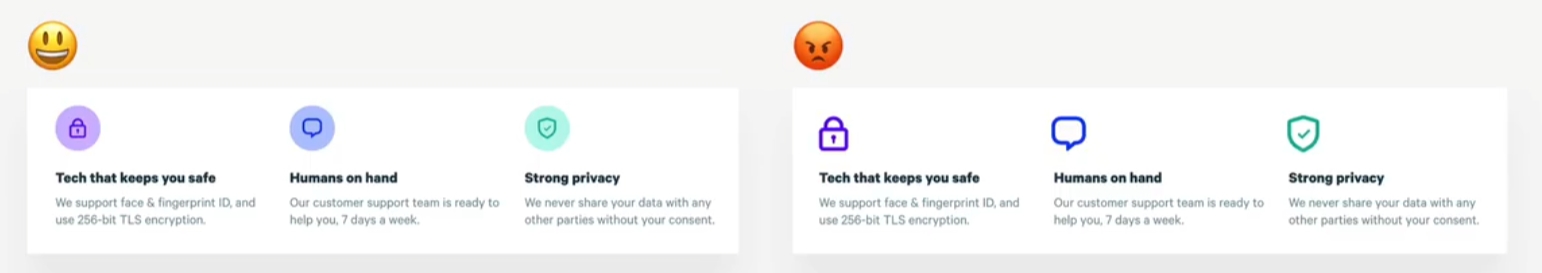 Tech that keeps you safe
We support face & fingerprint ID, and
use 256-bit TLS encryption.
Humans on hand
Our customer support team is ready to
help you, 7 days a week.
Strong privacy
We never share your data with any
other parties without your consent.
Tech that keeps you safe
We support face & fingerprint ID, and
use 256-bit TLS encryption.
Humans on hand
Our customer support team is ready to
help you, 7 days a week.
Strong privacy
We never share your data with any
other parties without your consent.